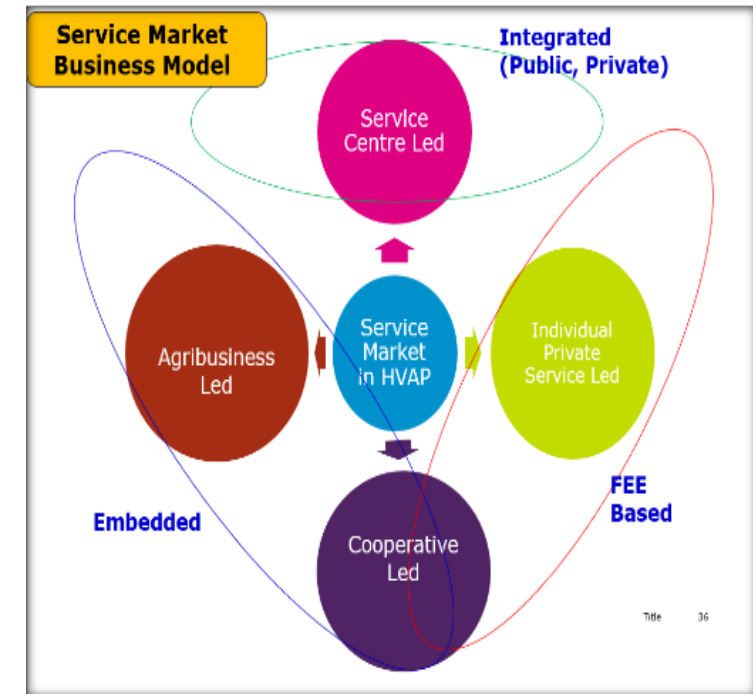 Service Market
Business Model
Integrated
(Public, Private)
Service
Centre Led
Agribusiness
Led
Service
Market
in HVAP
Individual
Private
Service Led
Embedded
FEE
Based
Cooperative
Led
Title 36